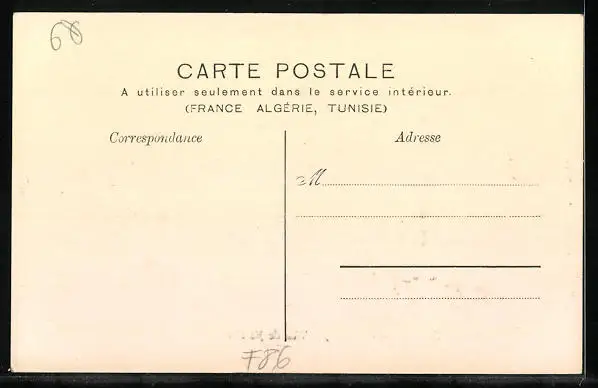 68
CARTE POSTALE
A utiliser seulement dans le service intérieur.
(FRANCE ALGÉRIE, TUNISIE)
Correspondance
Adresse
M
F86